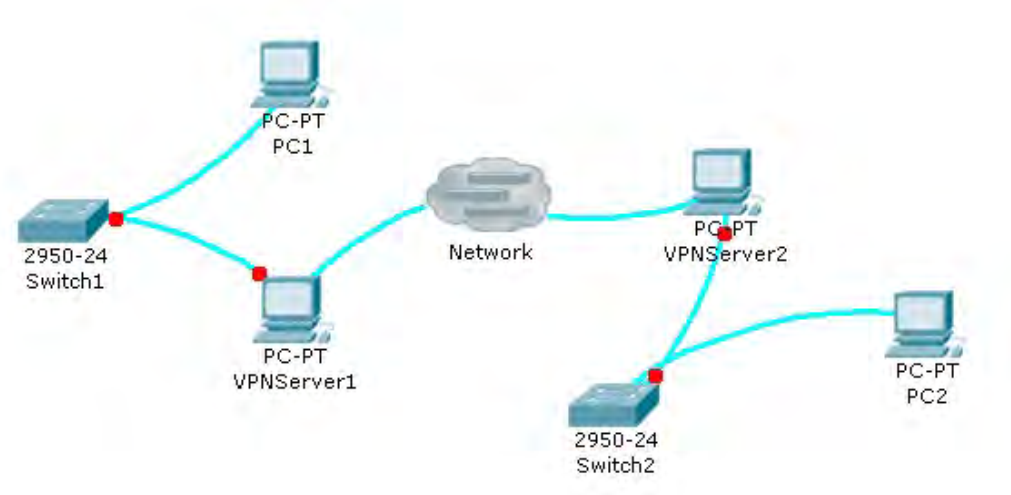 PC-PT
PC1
2950-24
Switch1
PC-PT
VPNServer1
Network
PC-PT
VPNServer2
2950-24
Switch2
PC-PT
PC2